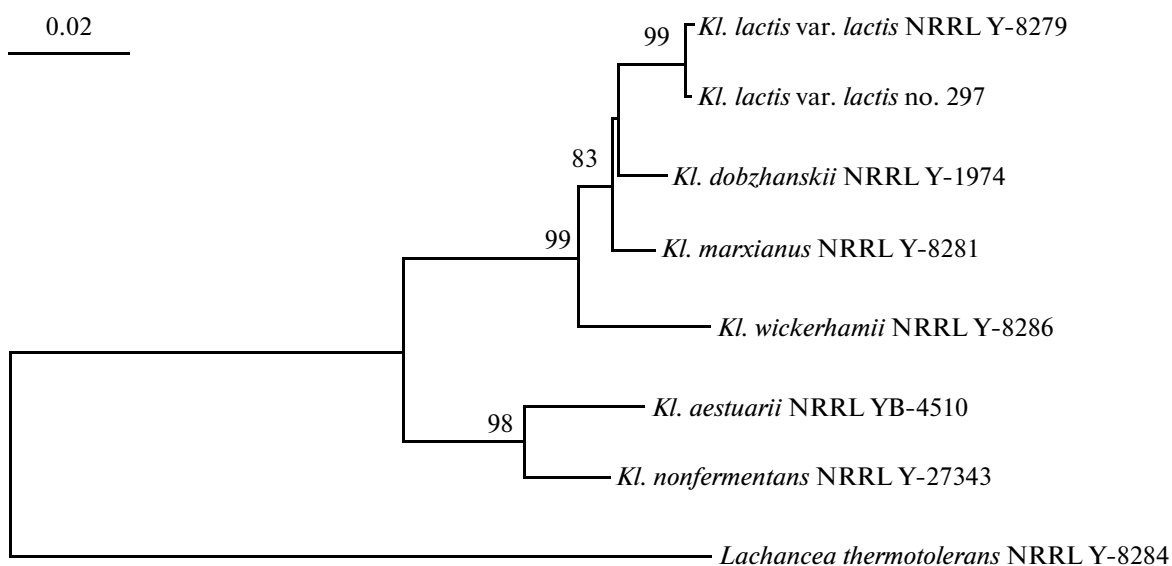 0.02
99
Kl. lactis var. lactis NRRL Y-8279
Kl. lactis var. lactis no. 297
83
Kl. dobzhanskii NRRL Y-1974
99
Kl. marxianus NRRL Y-8281
Kl. wickerhamii NRRL Y-8286
Kl. aestuarii NRRL YB-4510
98
Kl. nonfermentans NRRL Y-27343
Lachancea thermotolerans NRRL Y-8284